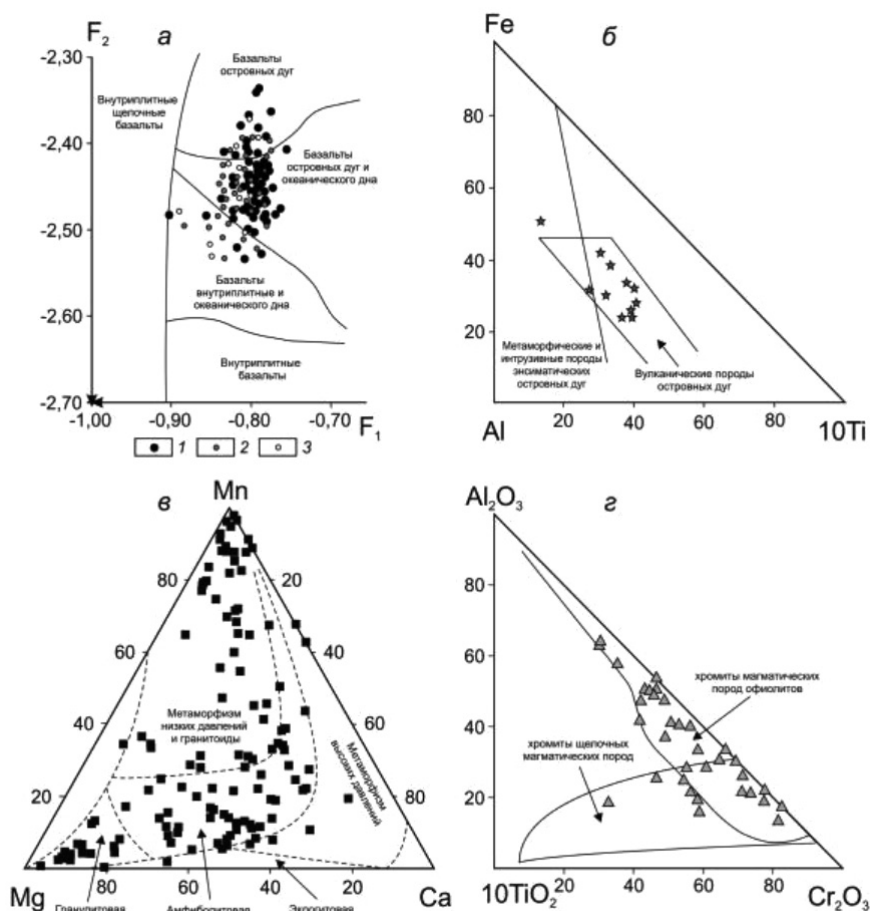 F₂
а
-2,30
-2,40
-2,50
-2,60
-2,70
-1,00
-0,90
-0,80
-0,70
F₁
Базальты
островных дуг
Внутриплитные
щелочные
базальты
Базальты
островных дуг и
океанического дна
Базальты
внутриплитные и
океанического дна
Внутриплитные
базальты
1 2 3
Fe
б
80
60
40
20
Метаморфические и
интрузивные породы
энсиматических
островных дуг
Вулканические породы
островных дуг
20 40 60 80
Al
10Ti
в
Mn
80 20
60 40
40 60
20 80
Метаморфизм
низких давлений
и гранитоиды
Метаморфизм
высоких давлений
80 60 40 20
Mg
Ca
Гранулитовая
Амфиболитовая
Эклогитовая
Al₂O₃
г
80
60
40
20
хромиты магматических
пород офиолитов
хромиты щелочных
магматических пород
20 40 60 80
10TiO₂
Cr₂O₃